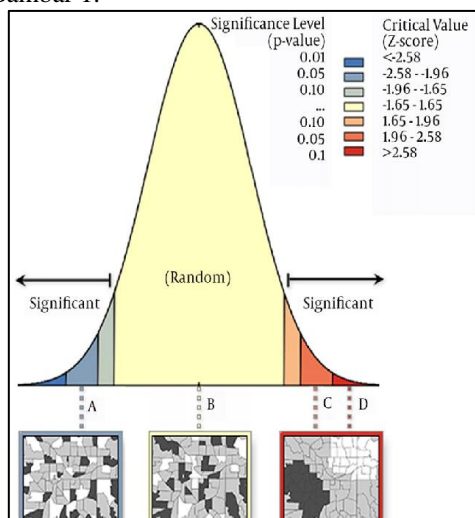 Gambar 1.
Significance Level
(p-value)
0.01
0.05
0.10
...
0.10
0.05
0.1
Critical Value
(Z-score)
<-2.58
-2.58 - -1.96
-1.96 - -1.65
-1.65 - 1.65
1.65 - 1.96
1.96 - 2.58
>2.58
(Random)
Significant
Significant
A
B
C
D